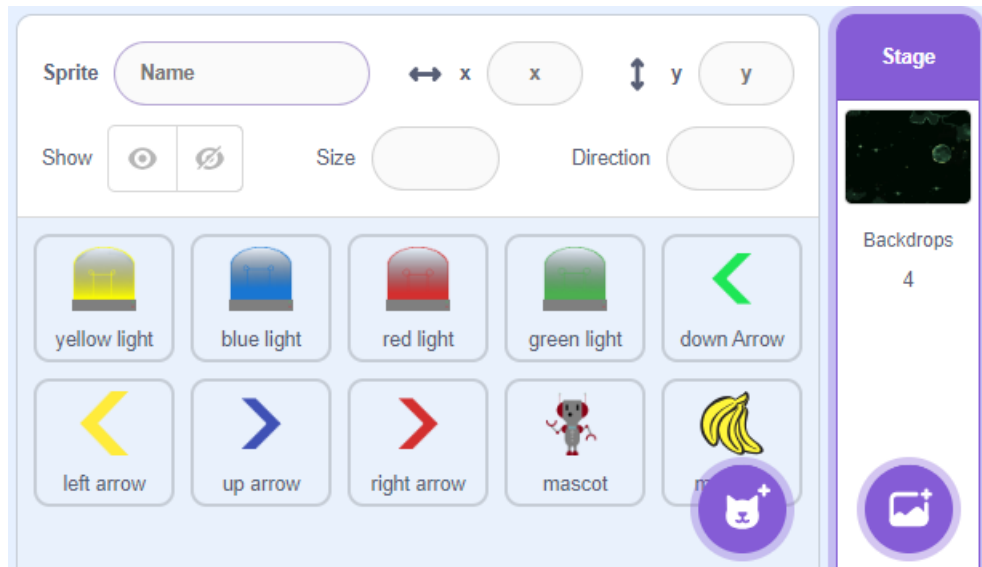 Sprite Name x x y y
Stage
Show Size Direction
Backdrops
4
yellow light
blue light
red light
green light
down Arrow
left arrow
up arrow
right arrow
mascot